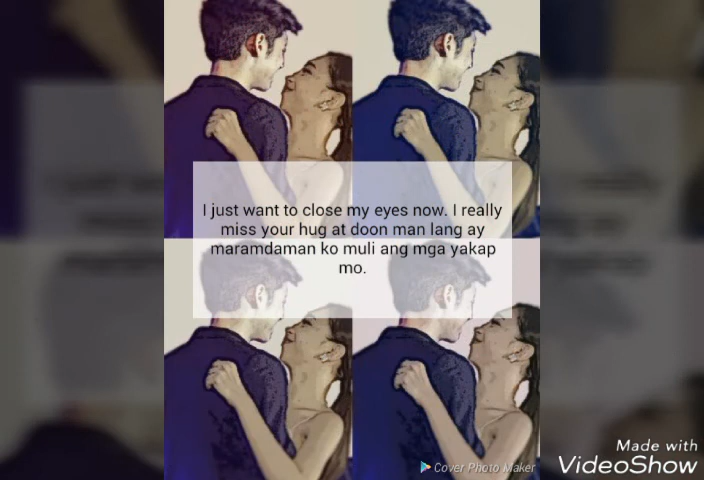 I just want to close my eyes now. I really
miss your hug at doon man lang ay
maramdaman ko muli ang mga yakap
mo.
Cover Photo Maker
Made with
VideoShow